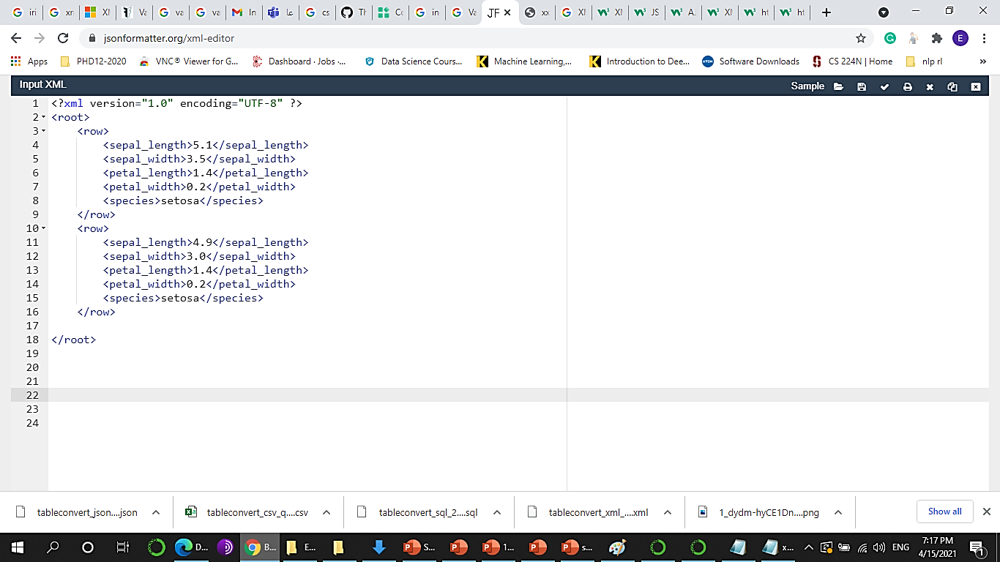 iri
xr
XI
Va
va
va
In
Lc
cs
Th
Cc
in
Va
JF
xx
XI
XI
JS
A.
XI
ht
ht
jsonformatter.org/xml-editor
E
Apps
PHD12-2020
VNC® Viewer for G...
Dashboard · Jobs ·...
Data Science Cours...
Machine Learning,...
Introduction to Dee...
Software Downloads
CS 224N | Home
nlp rl
»
Input XML
Sample
1 <?xml version="1.0" encoding="UTF-8" ?>
2 <root>
3 <row>
4 <sepal_length>5.1</sepal_length>
5 <sepal_width>3.5</sepal_width>
6 <petal_length>1.4</petal_length>
7 <petal_width>0.2</petal_width>
8 <species>setosa</species>
9 </row>
10 <row>
11 <sepal_length>4.9</sepal_length>
12 <sepal_width>3.0</sepal_width>
13 <petal_length>1.4</petal_length>
14 <petal_width>0.2</petal_width>
15 <species>setosa</species>
16 </row>
17
18 </root>
19
20
21
22
23
24
tableconvert_json....json
tableconvert_csv_q....csv
tableconvert_sql_2....sql
tableconvert_xml_....xml
1_dydm-hyCE1Dn....png
Show all
D...
B...
E...
S...
1...
s...
x...
ENG
7:17 PM
4/15/2021
1